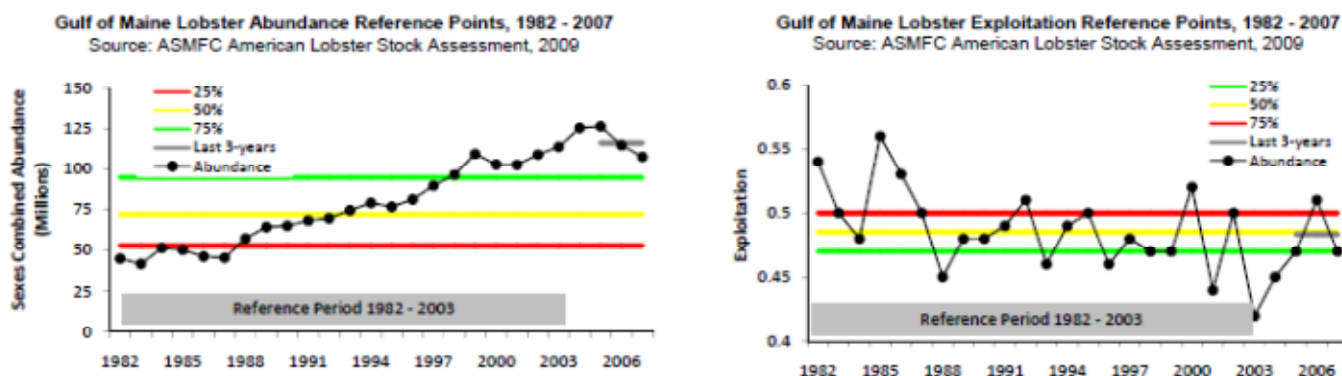 Gulf of Maine Lobster Abundance Reference Points, 1982 - 2007
Source: ASMFC American Lobster Stock Assessment, 2009
Sexes Combined Abundance
(Millions)
150
125
100
75
50
25
0
25%
50%
75%
Last 3-years
Abundance
Reference Period 1982 - 2003
1982 1985 1988 1991 1994 1997 2000 2003 2006
Gulf of Maine Lobster Exploitation Reference Points, 1982 - 2007
Source: ASMFC American Lobster Stock Assessment, 2009
Exploitation
0.6
0.55
0.5
0.45
0.4
25%
50%
75%
Last 3-years
Abundance
Reference Period 1982 - 2003
1982 1985 1988 1991 1994 1997 2000 2003 2006